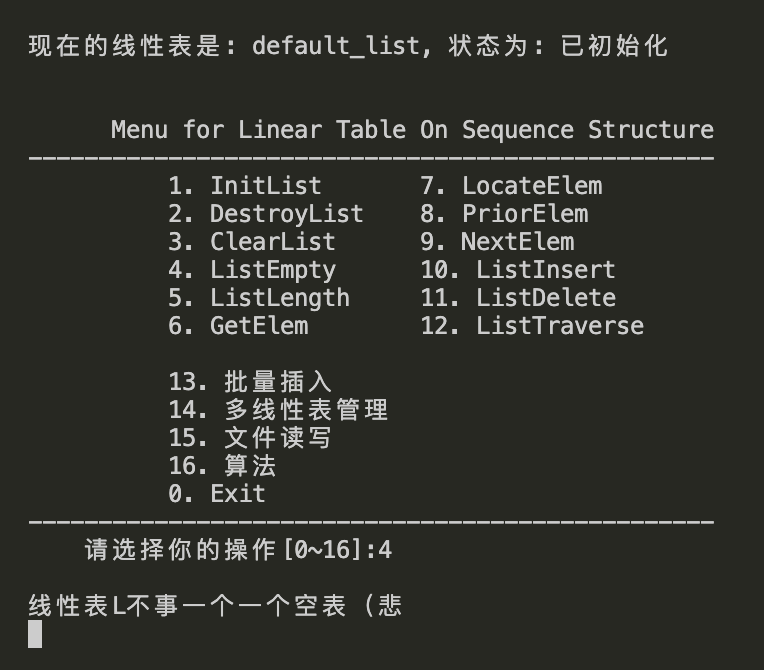 现在的线性表是: default_list, 状态为: 已初始化
Menu for Linear Table On Sequence Structure
-------------------------------------------------
1. InitList 7. LocateElem
2. DestroyList 8. PriorElem
3. ClearList 9. NextElem
4. ListEmpty 10. ListInsert
5. ListLength 11. ListDelete
6. GetElem 12. ListTraverse
13. 批量插入
14. 多线性表管理
15. 文件读写
16. 算法
0. Exit
-------------------------------------------------
请选择你的操作[0~16]:4
线性表L不事一个一个空表（悲